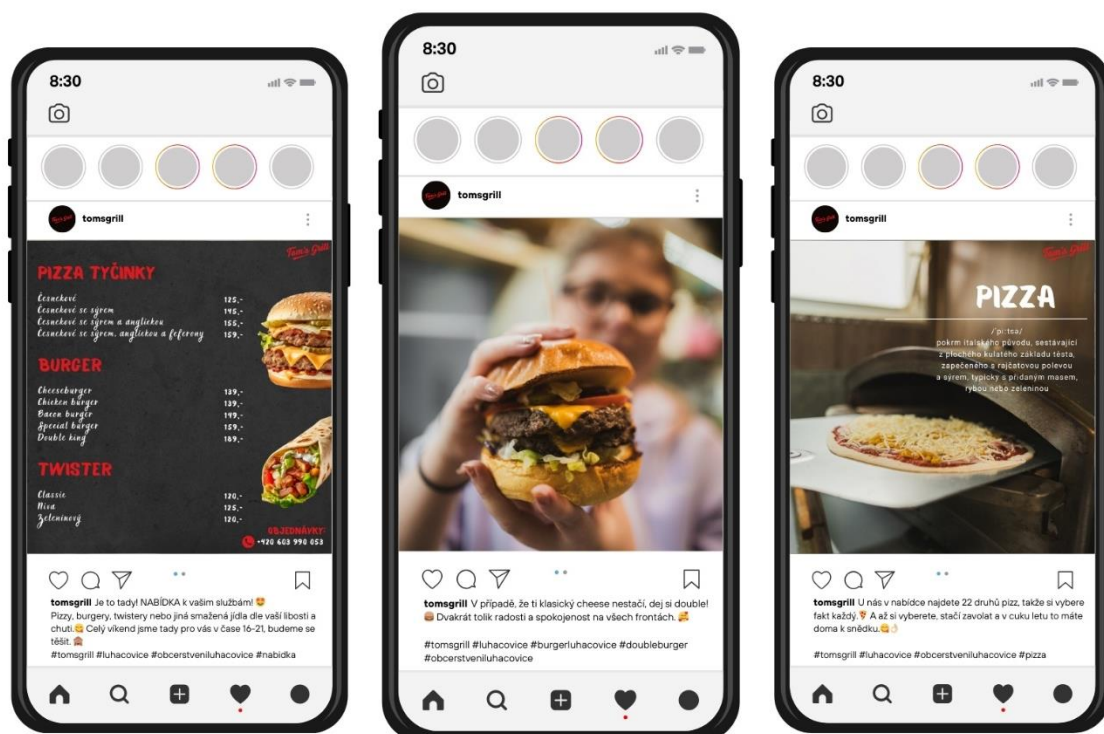 8:30
tomsgrill
Tom's Grill
PIZZA TYČINKY
Česnekové 125,-
Česnekové se sýrem 145,-
Česnekové se sýrem a anglickou 155,-
Česnekové se sýrem, anglickou a feferony 159,-
BURGER
Cheeseburger 139,-
Chicken burger 139,-
Bacon burger 149,-
Special burger 159,-
Double king 189,-
TWISTER
Classic 120,-
Niva 125,-
Zeleninový 120,-
OBJEDNÁVKY:
+420 603 990 053
tomsgrill Je to tady! NABÍDKA k vašim službám! 🤩
Pizzy, burgery, twistery nebo jiná smažená jídla dle vaší libosti a
chuti.😋 Celý víkend jsme tady pro vás v čase 16-21, budeme se
těšit. 🙈
#tomsgrill #luhacovice #obcerstveniluhacovice #nabidka
8:30
tomsgrill
tomsgrill V případě, že ti klasický cheese nestačí, dej si double!
🍔 Dvakrát tolik radosti a spokojenost na všech frontách. 🥰
#tomsgrill #luhacovice #burgerluhacovice #doubleburger
#obcerstveniluhacovice
8:30
tomsgrill
Tom's Grill
PIZZA
/ˈpiːtsə/
pokrm italského původu, sestávající
z plochého kulatého základu těsta,
zapečeného s rajčatovou polevou
a sýrem, typicky s přidaným masem,
rybou nebo zeleninou
tomsgrill U nás v nabídce najdete 22 druhů pizz, takže si vybere
fakt každý.🍕 A až si vyberete, stačí zavolat a v cuku letu to máte
doma k snědku.😋👌
#tomsgrill #luhacovice #obcerstveniluhacovice #pizza